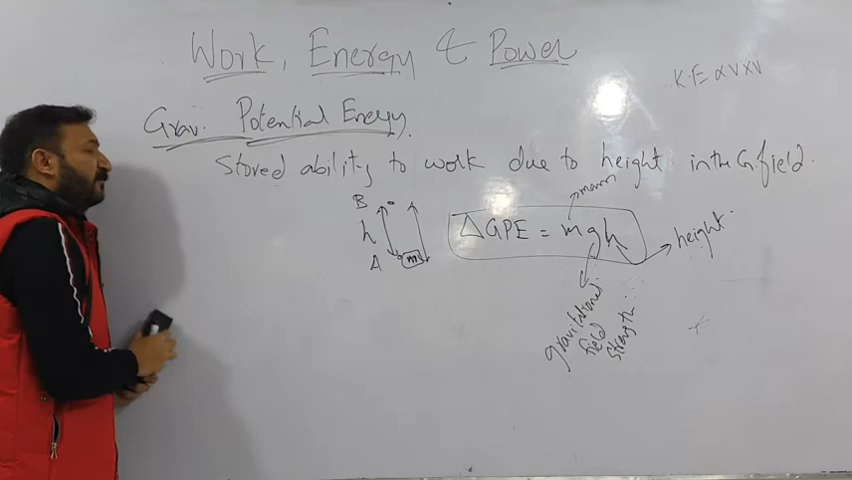 Work, Energy & Power
K.E = α V x V
Grav. Potential Energy.
Stored ability to work due to height in the G.field.
mass
B
h
A
m
ΔGPE = mgh
height
gravitational
field
strength